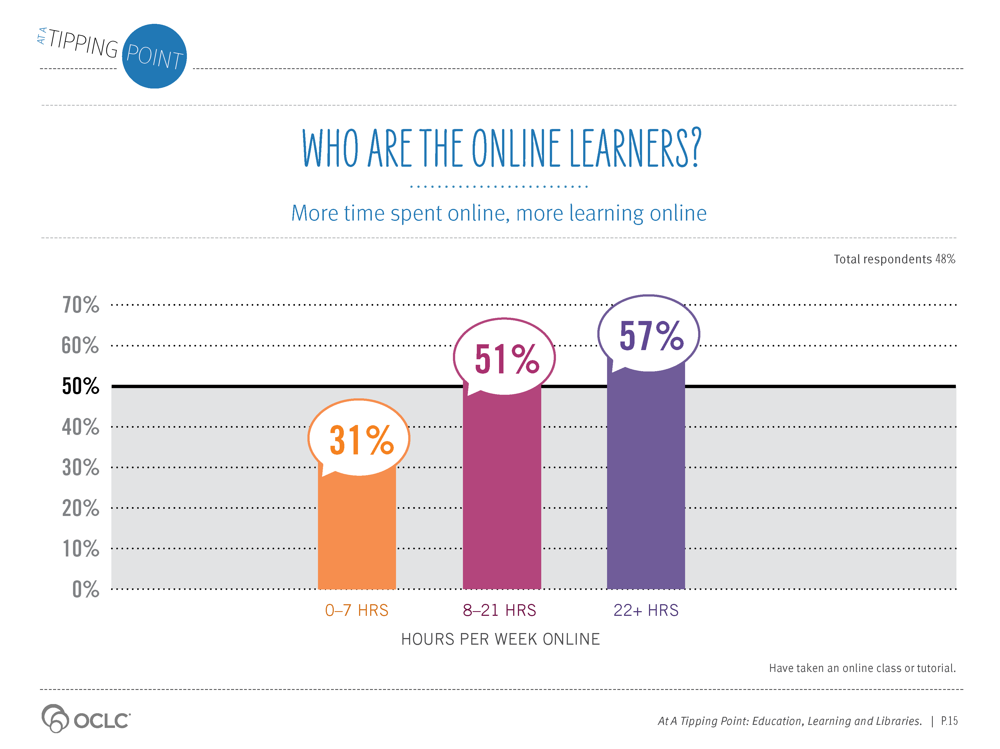 AT A TIPPING POINT
WHO ARE THE ONLINE LEARNERS?
More time spent online, more learning online
Total respondents 48%
70%
57%
60%
51%
50%
40%
31%
30%
20%
10%
0%
0–7 HRS 8–21 HRS 22+ HRS
HOURS PER WEEK ONLINE
Have taken an online class or tutorial.
OCLC
At A Tipping Point: Education, Learning and Libraries. | P.15